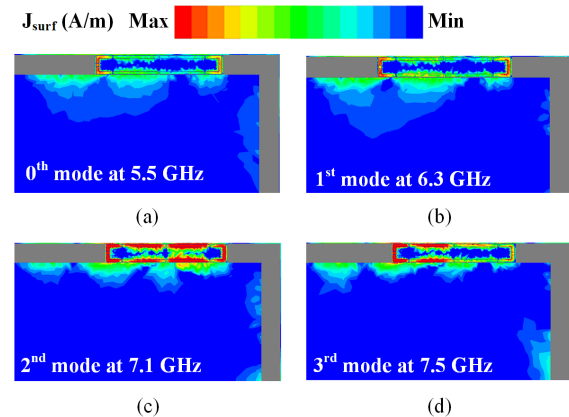 J_surf (A/m) Max Min
0th mode at 5.5 GHz
1st mode at 6.3 GHz
(a) (b)
2nd mode at 7.1 GHz
3rd mode at 7.5 GHz
(c) (d)